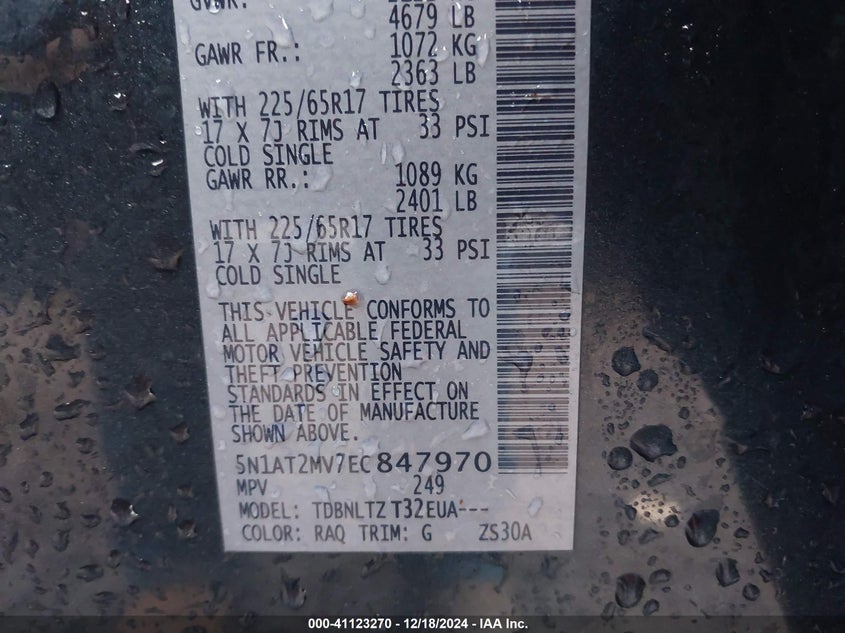 GVWR:
4679 LB
GAWR FR.: 1072 KG
2363 LB
WITH 225/65R17 TIRES
17 X 7J RIMS AT 33 PSI
COLD SINGLE
GAWR RR.: 1089 KG
2401 LB
WITH 225/65R17 TIRES
17 X 7J RIMS AT 33 PSI
COLD SINGLE
THIS VEHICLE CONFORMS TO
ALL APPLICABLE FEDERAL
MOTOR VEHICLE SAFETY AND
THEFT PREVENTION
STANDARDS IN EFFECT ON
THE DATE OF MANUFACTURE
SHOWN ABOVE.
5N1AT2MV7EC847970
MPV 249
MODEL: TDBNLTZ T32EUA---
COLOR: RAQ TRIM: G ZS30A
000-41123270 - 12/18/2024 - IAA Inc.